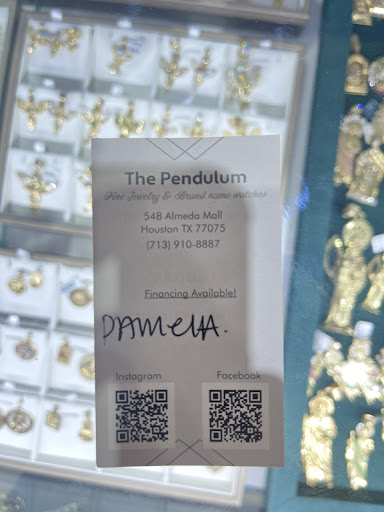 The Pendulum
Fine Jewelry & Brand name watches
548 Almeda Mall
Houston TX 77075
(713) 910-8887
Financing Available!
DAMEllA.
Instagram Facebook